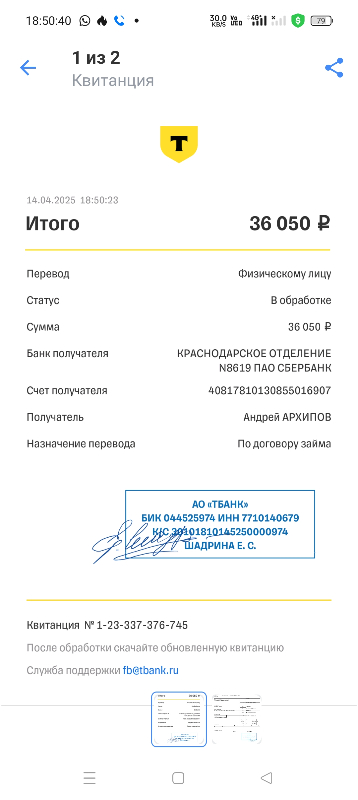 18:50:40
30.0 KB/S Vo WiFi2 4G+ 79
1 из 2
Квитанция
14.04.2025 18:50:23
Итого 36 050 ₽
Перевод Физическому лицу
Статус В обработке
Сумма 36 050 ₽
Банк получателя КРАСНОДАРСКОЕ ОТДЕЛЕНИЕ
N8619 ПАО СБЕРБАНК
Счет получателя 40817810130855016907
Получатель Андрей АРХИПОВ
Назначение перевода По договору займа
АО «ТБАНК»
БИК 044525974 ИНН 7710140679
К/С 30101810145250000974
ШАДРИНА Е. С.
Квитанция № 1-23-337-376-745
После обработки скачайте обновленную квитанцию
Служба поддержки fb@tbank.ru